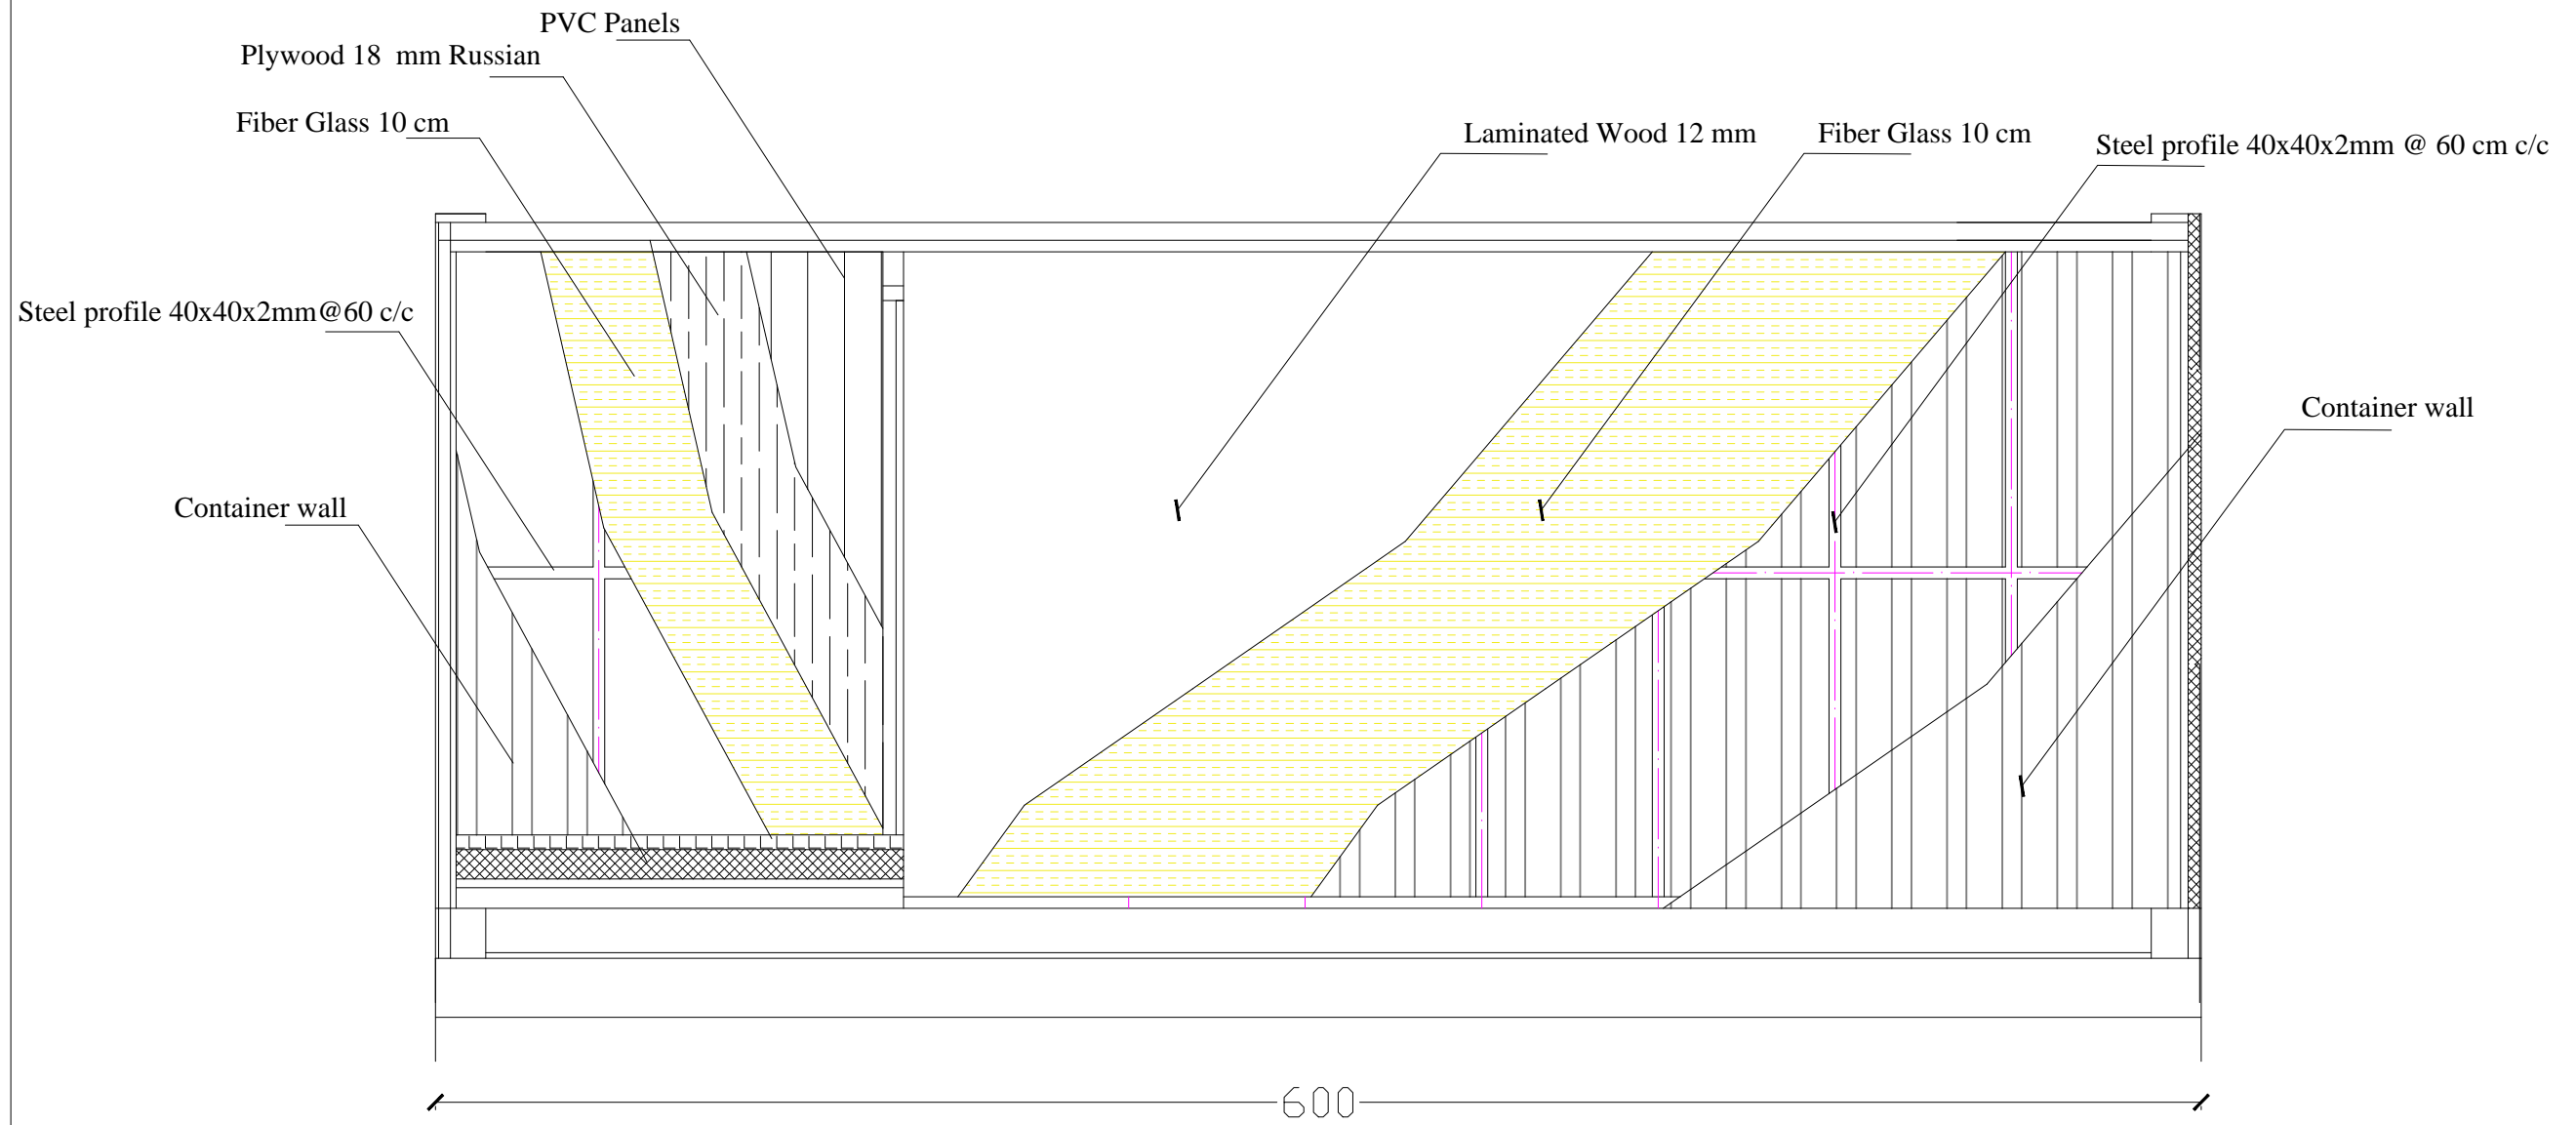 PVC Panels
Plywood 18 mm Russian
Fiber Glass 10 cm
Laminated Wood 12 mm
Fiber Glass 10 cm
Steel profile 40x40x2mm @ 60 cm c/c
Steel profile 40x40x2mm@60 c/c
Container wall
Container wall
600